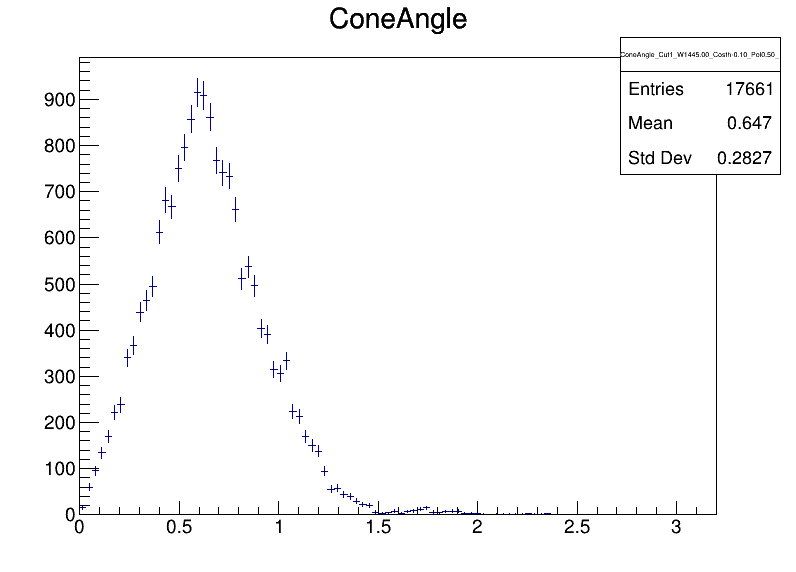 ConeAngle
ConeAngle_Cut1_W1445.00_Costh-0.10_Pol0.50_
Entries 17661
Mean 0.647
Std Dev 0.2827
900
800
700
600
500
400
300
200
100
0
0 0.5 1 1.5 2 2.5 3